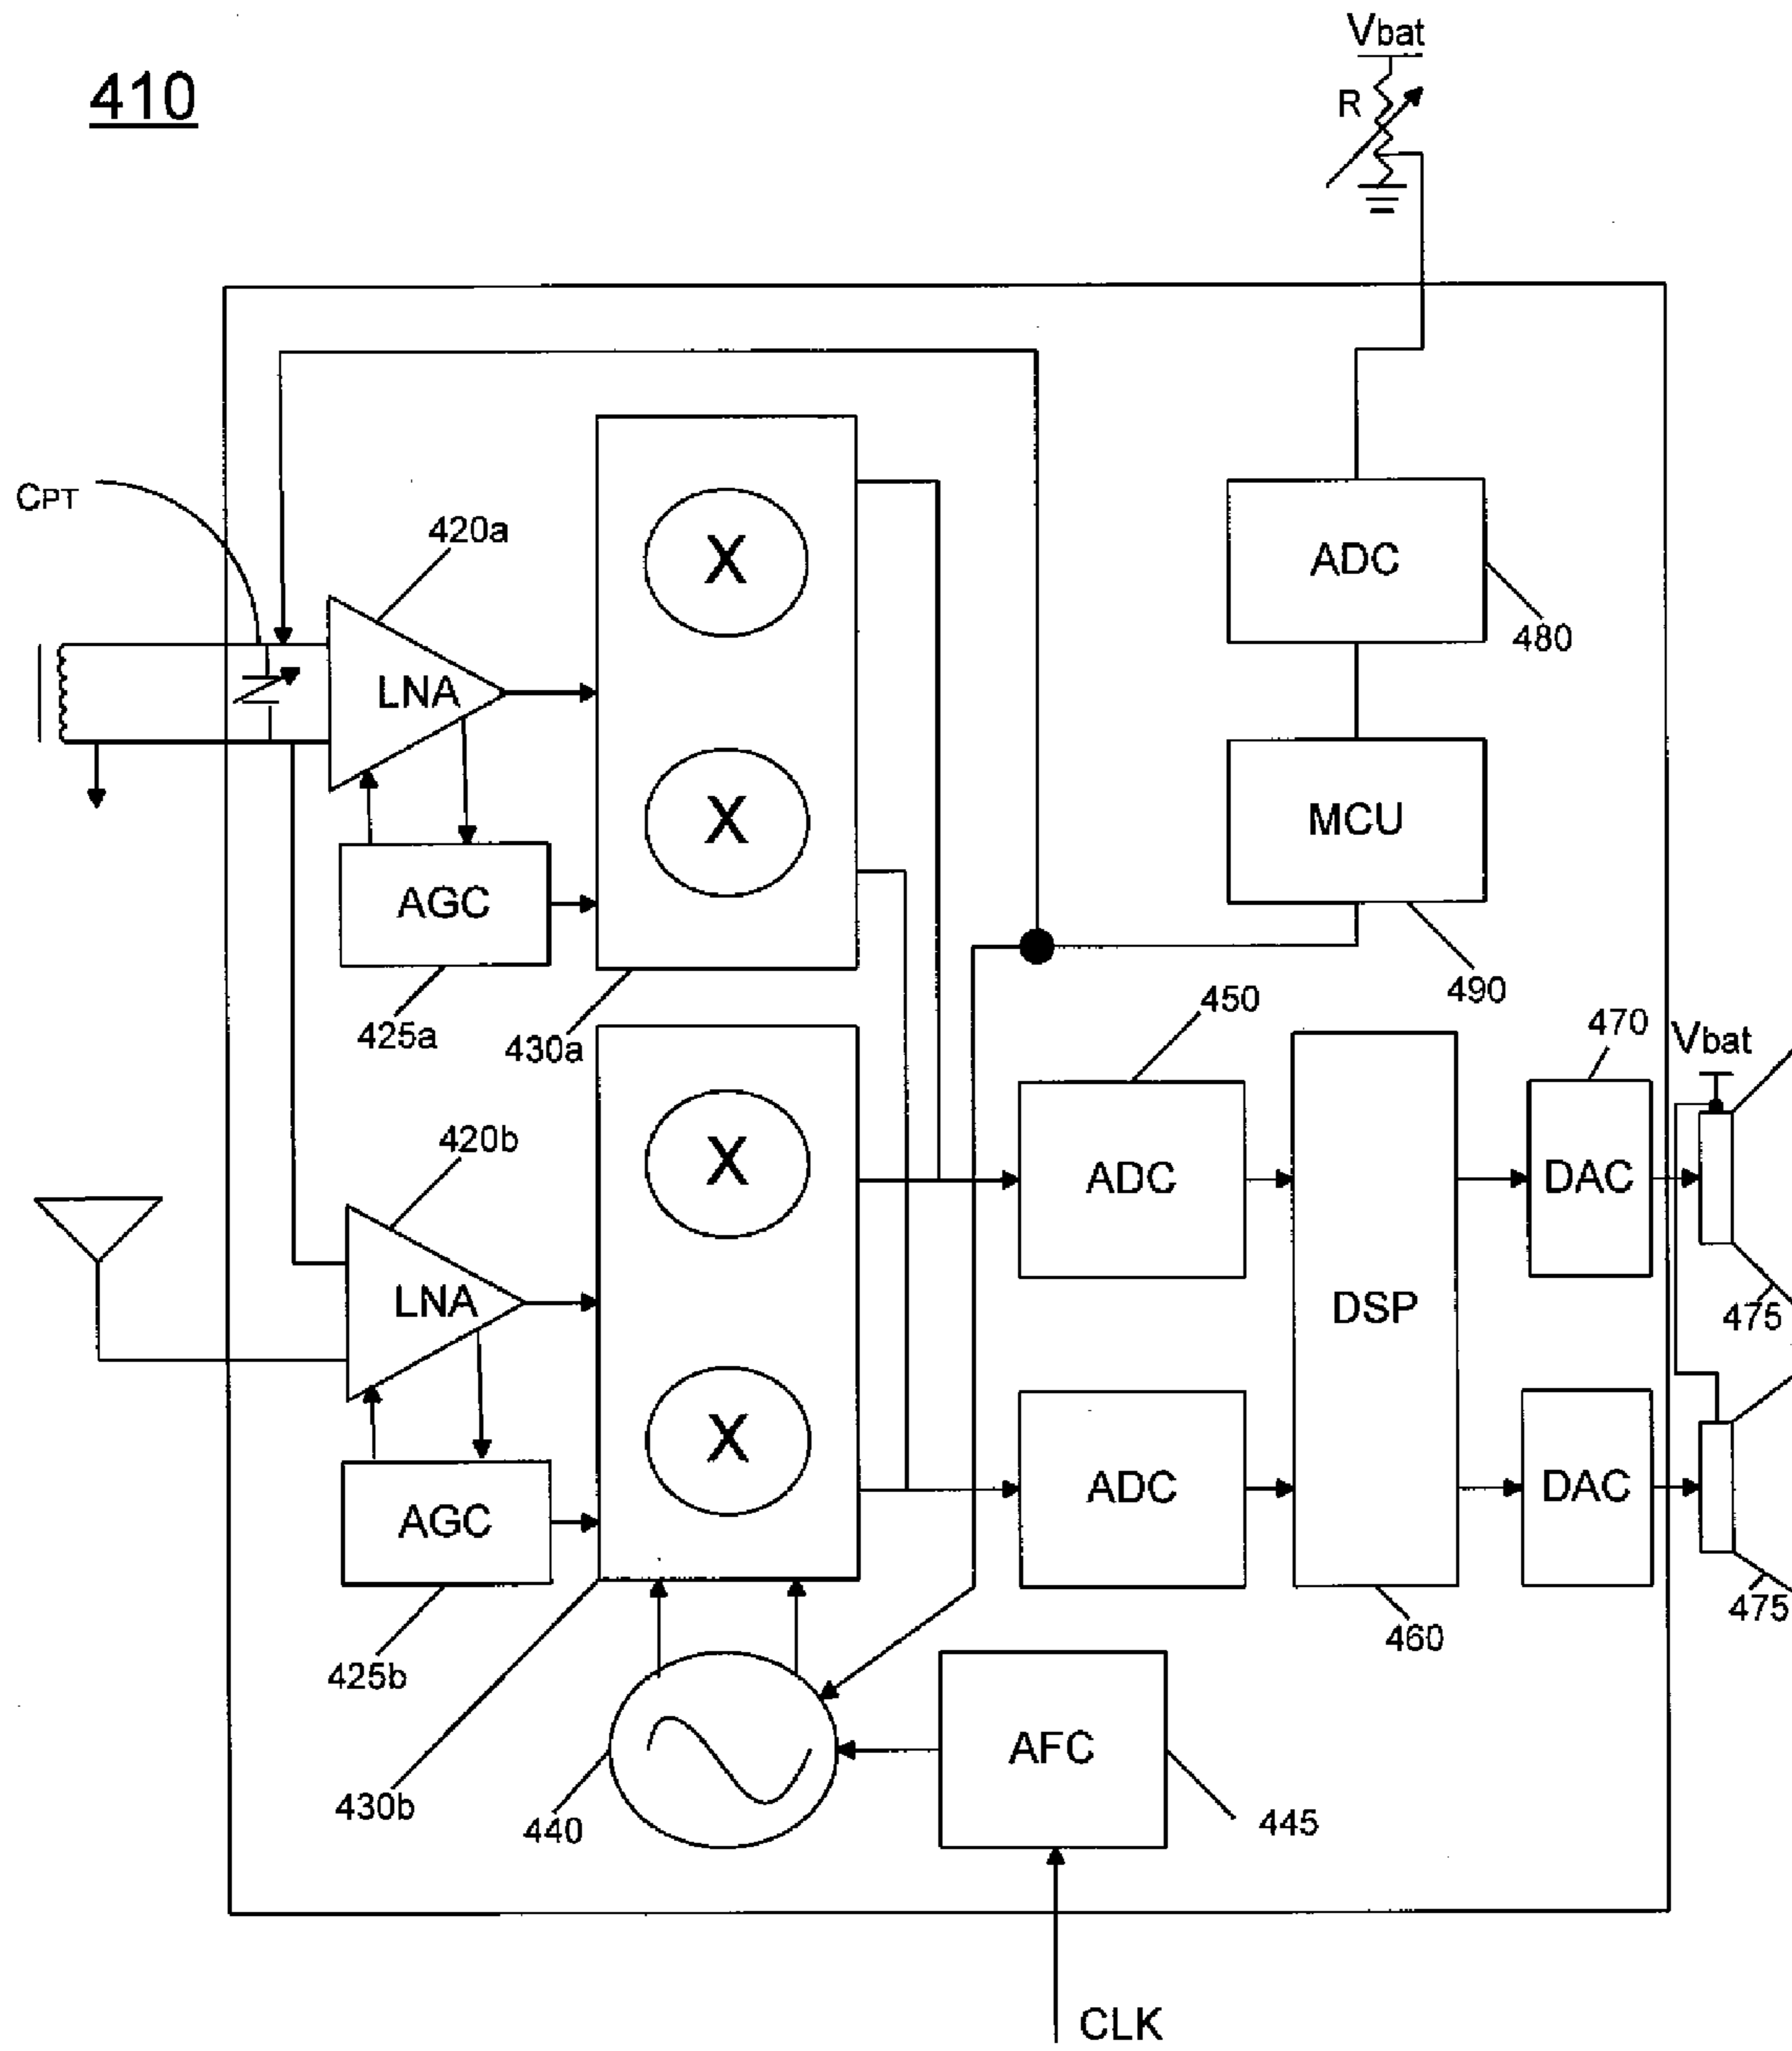 410
Vbat
R
CPT
420a
LNA
X
X
AGC
425a
430a
ADC
480
MCU
490
450
470
Vbat
420b
LNA
X
X
ADC
DSP
DAC
475
AGC
425b
430b
ADC
DAC
475
460
440
AFC
445
CLK